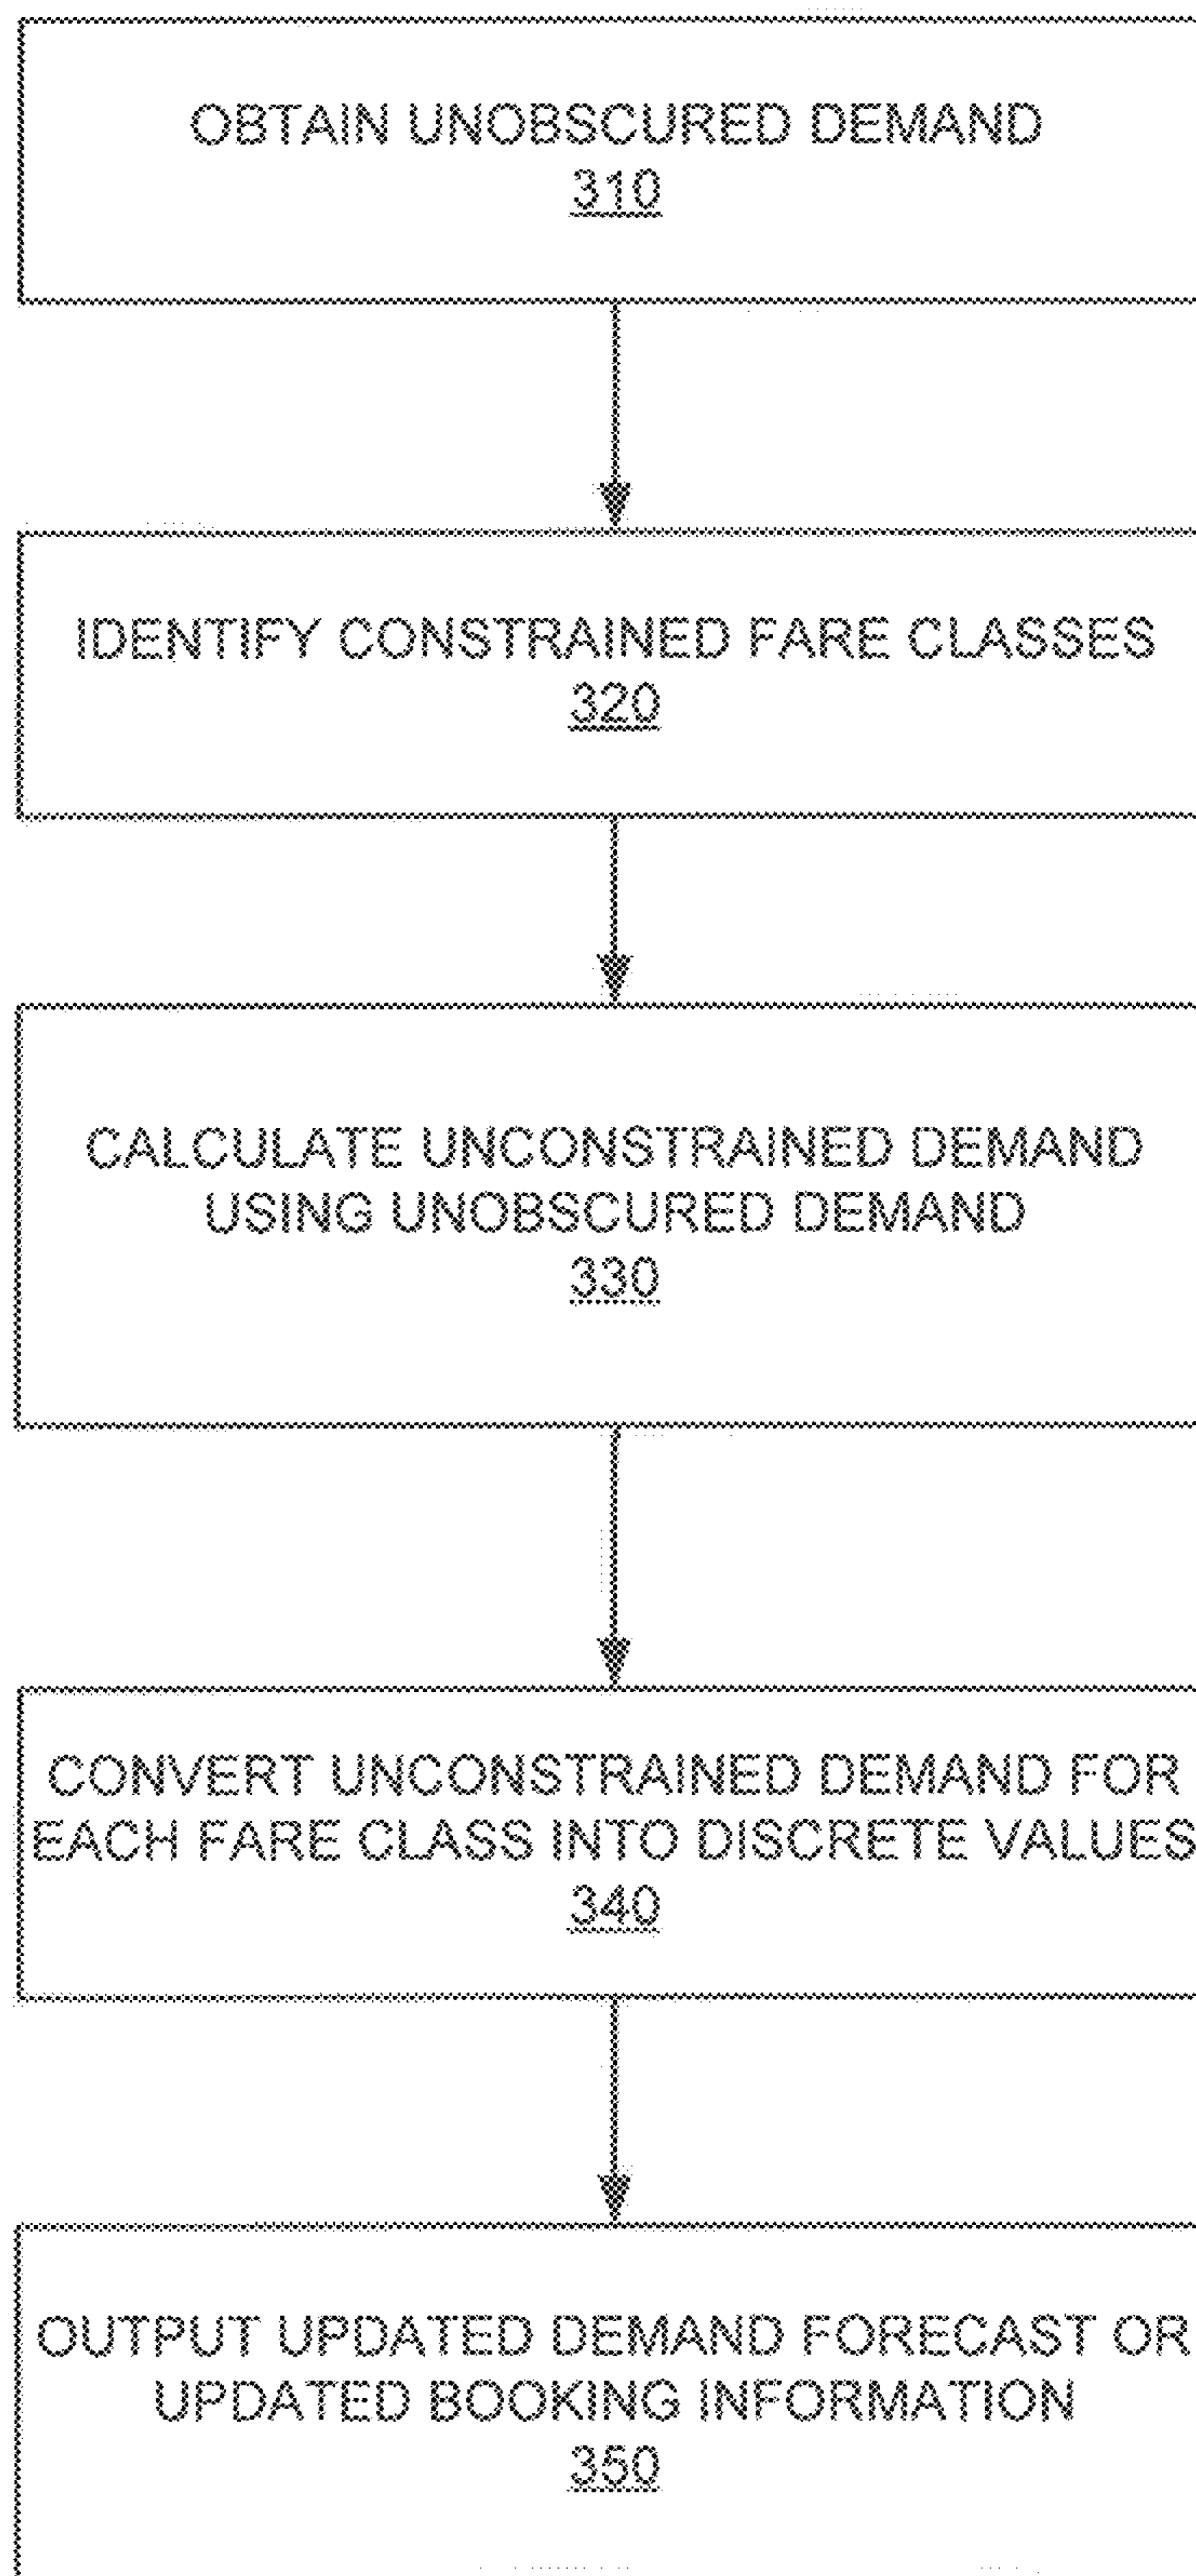 OBTAIN UNOBSCURED DEMAND
310
IDENTIFY CONSTRAINED FARE CLASSES
320
CALCULATE UNCONSTRAINED DEMAND
USING UNOBSCURED DEMAND
330
CONVERT UNCONSTRAINED DEMAND FOR
EACH FARE CLASS INTO DISCRETE VALUES
340
OUTPUT UPDATED DEMAND FORECAST OR
UPDATED BOOKING INFORMATION
350